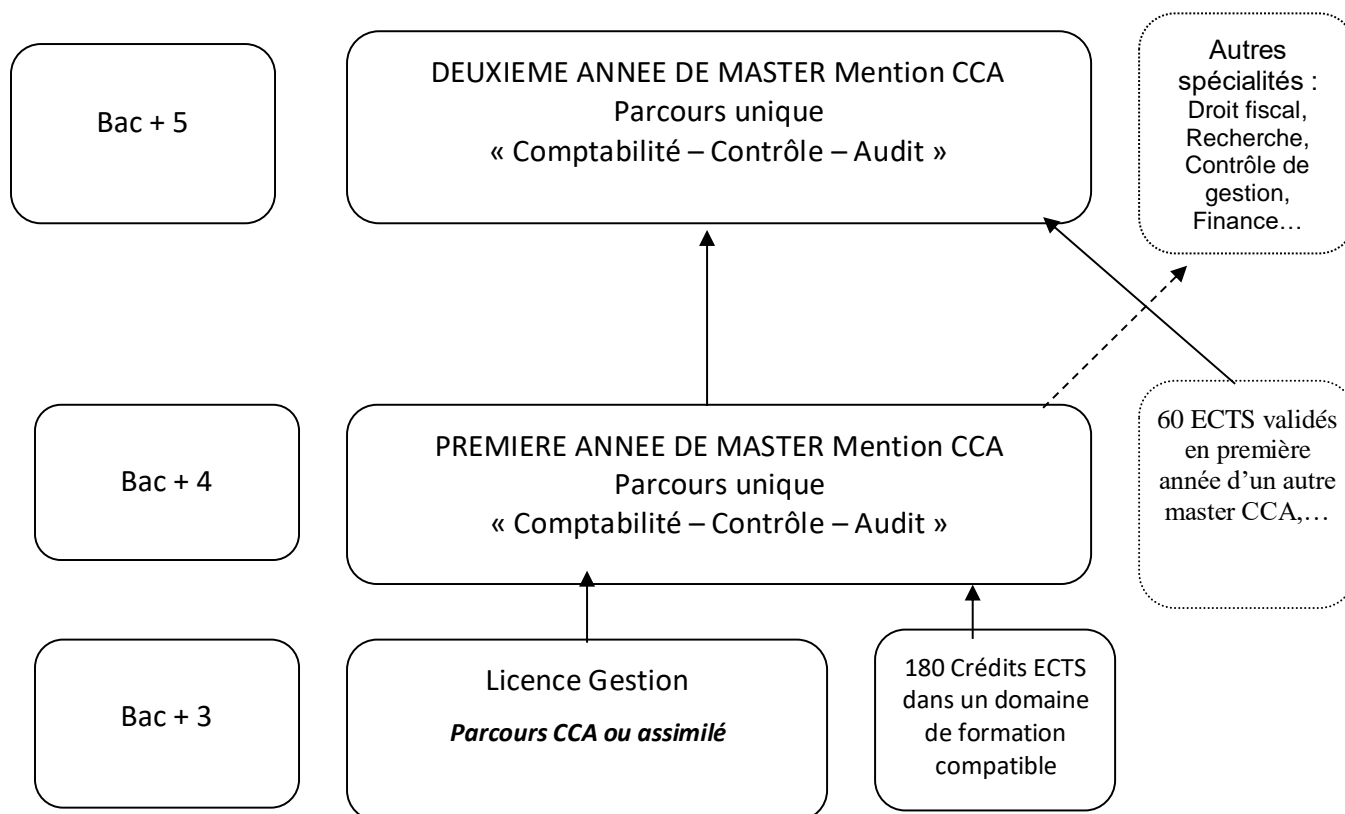 Bac + 5
DEUXIEME ANNEE DE MASTER Mention CCA
Parcours unique
« Comptabilité – Contrôle – Audit »
Autres
spécialités :
Droit fiscal,
Recherche,
Contrôle de
gestion,
Finance…
Bac + 4
PREMIERE ANNEE DE MASTER Mention CCA
Parcours unique
« Comptabilité – Contrôle – Audit »
60 ECTS validés
en première
année d’un autre
master CCA,…
Bac + 3
Licence Gestion
Parcours CCA ou assimilé
180 Crédits ECTS
dans un domaine
de formation
compatible